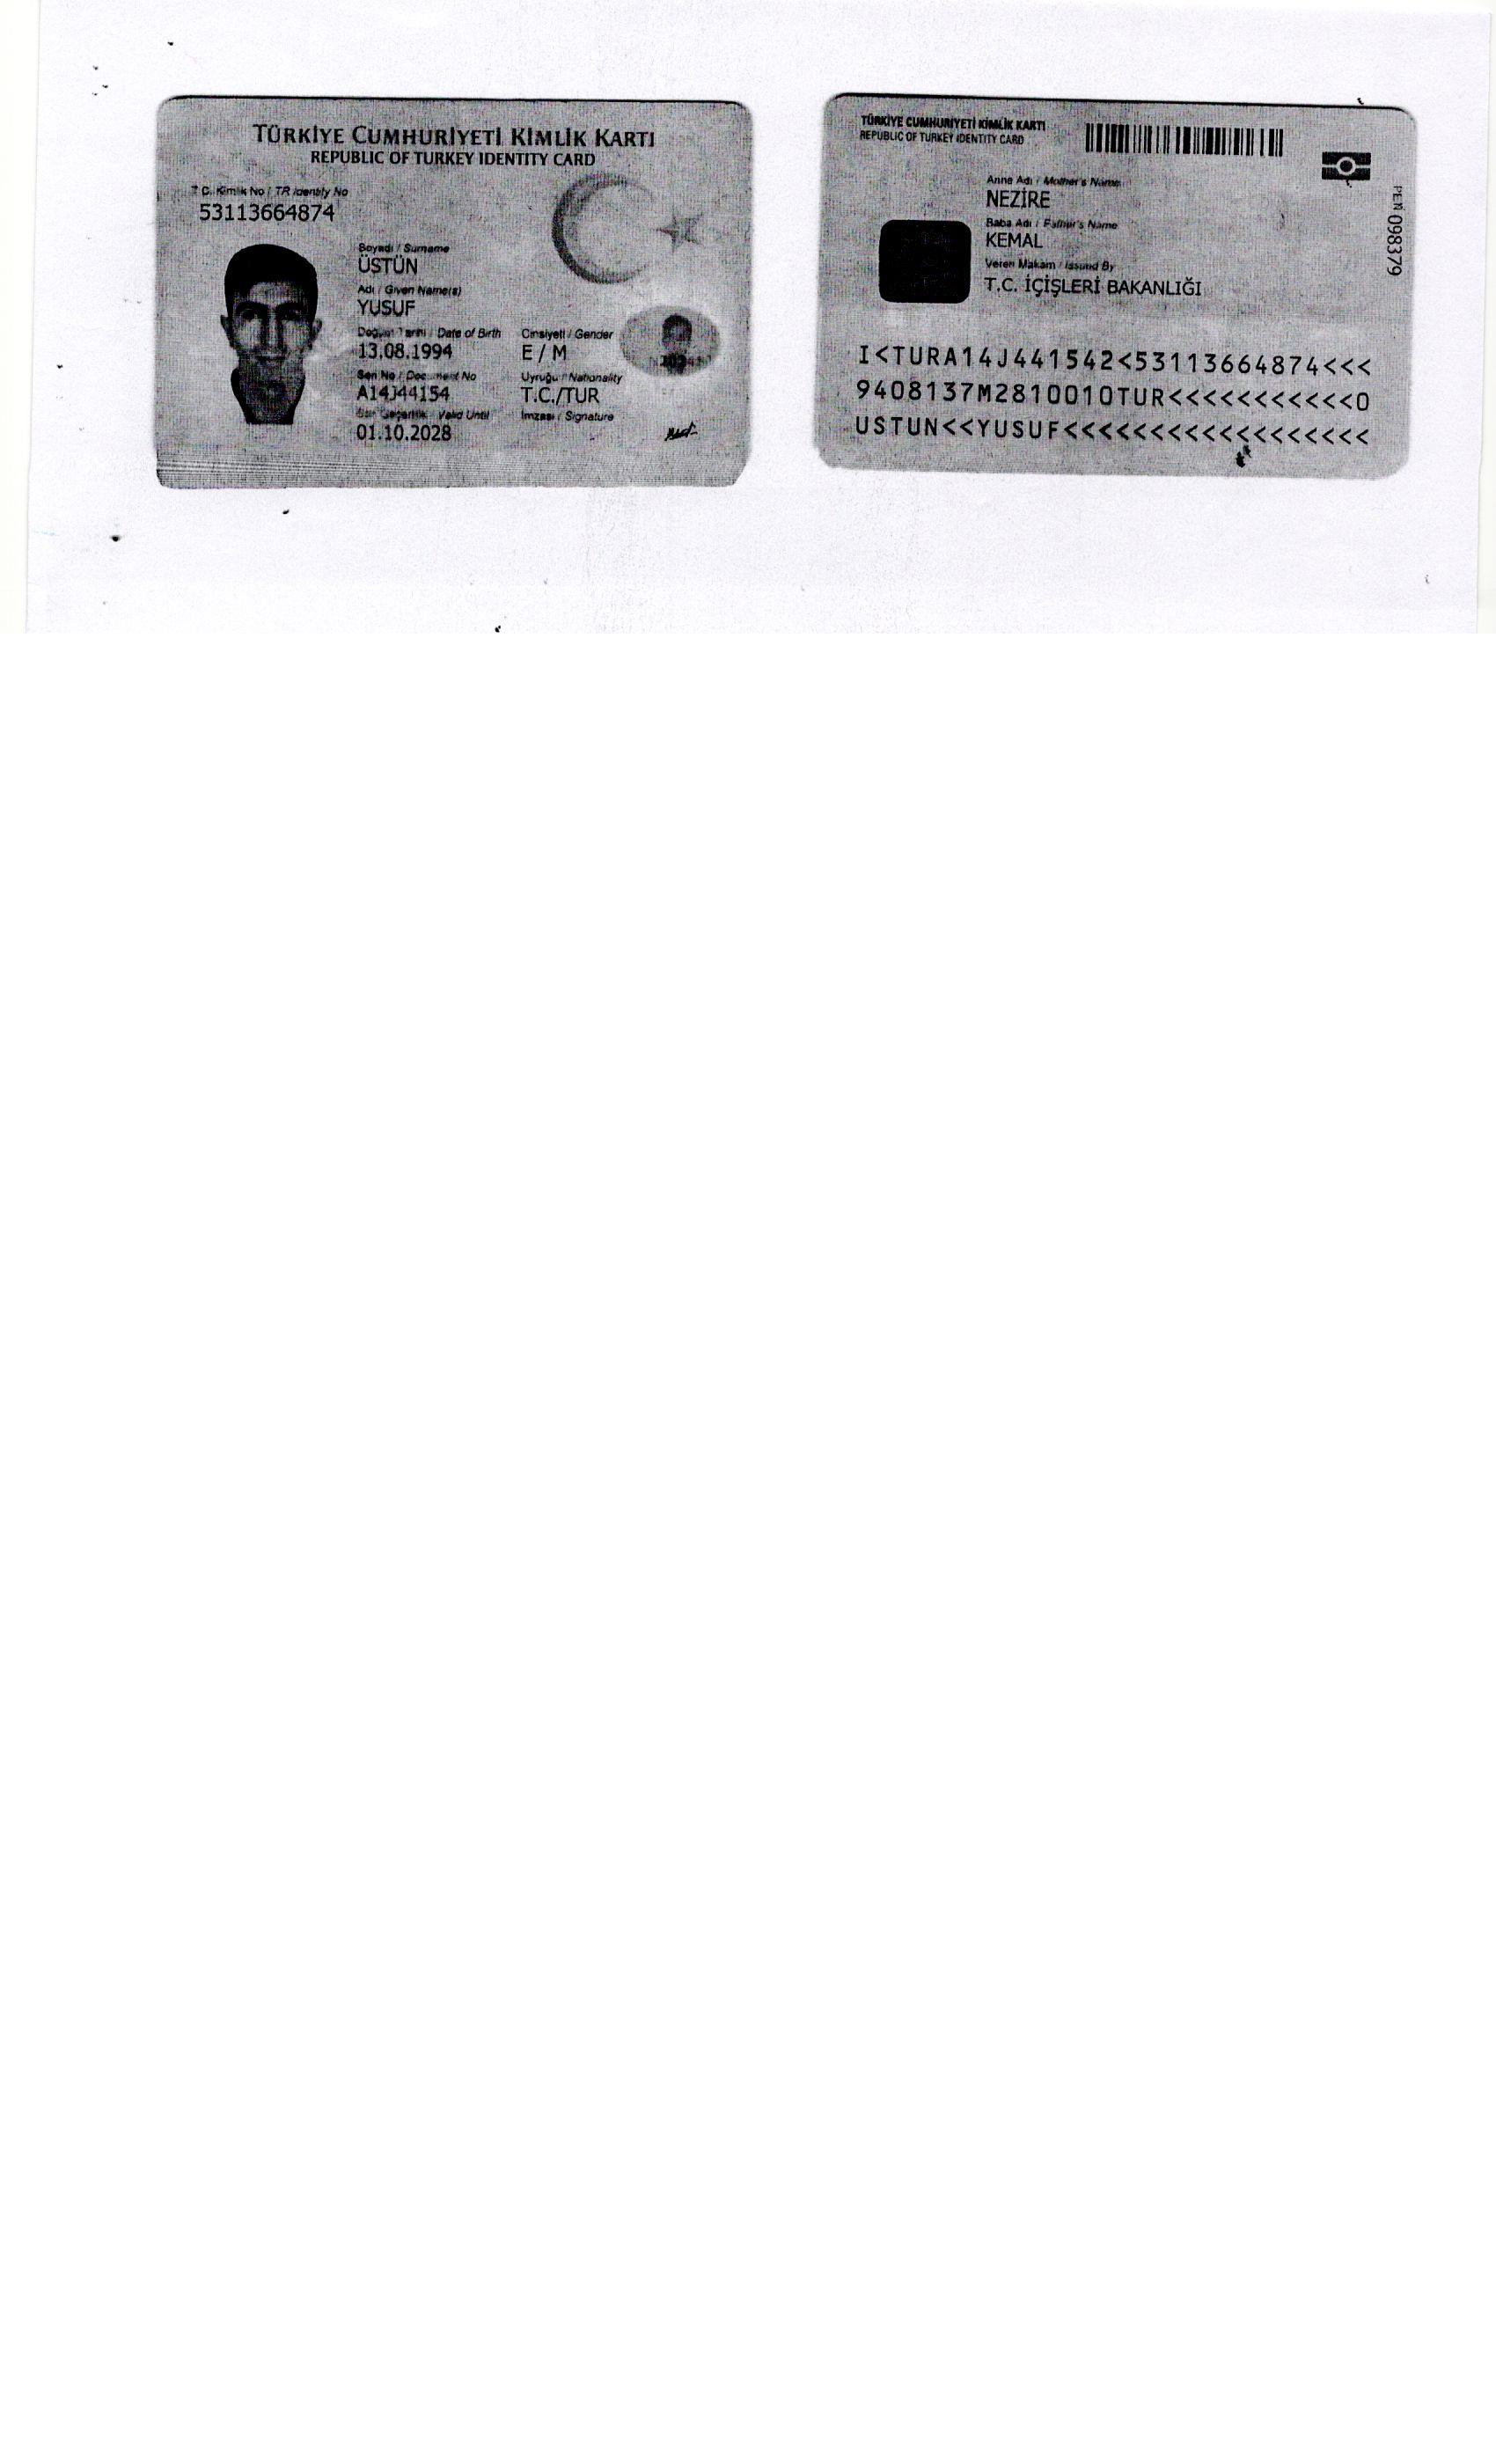 TÜRKİYE CUMHURİYETİ KİMLİK KARTI
REPUBLIC OF TURKEY IDENTITY CARD
T.C. Kimlik No / TR Identity No
53113664874
Soyadı / Surname
ÜSTÜN
Adı / Given Name(s)
YUSUF
Doğum Tarihi / Date of Birth
13.08.1994
Cinsiyeti / Gender
E / M
Seri No / Document No
A14J44154
Uyruğu / Nationality
T.C./TUR
Son Geçerlilik / Valid Until
01.10.2028
İmzası / Signature
TÜRKİYE CUMHURİYETİ KİMLİK KARTI
REPUBLIC OF TURKEY IDENTITY CARD
Anne Adı / Mother's Name
NEZİRE
Baba Adı / Father's Name
KEMAL
Veren Makam / Issued By
T.C. İÇİŞLERİ BAKANLIĞI
098379
I<TURA14J441542<53113664874<<<
9408137M2810010TUR<<<<<<<<<<<0
USTUN<<YUSUF<<<<<<<<<<<<<<<<<<